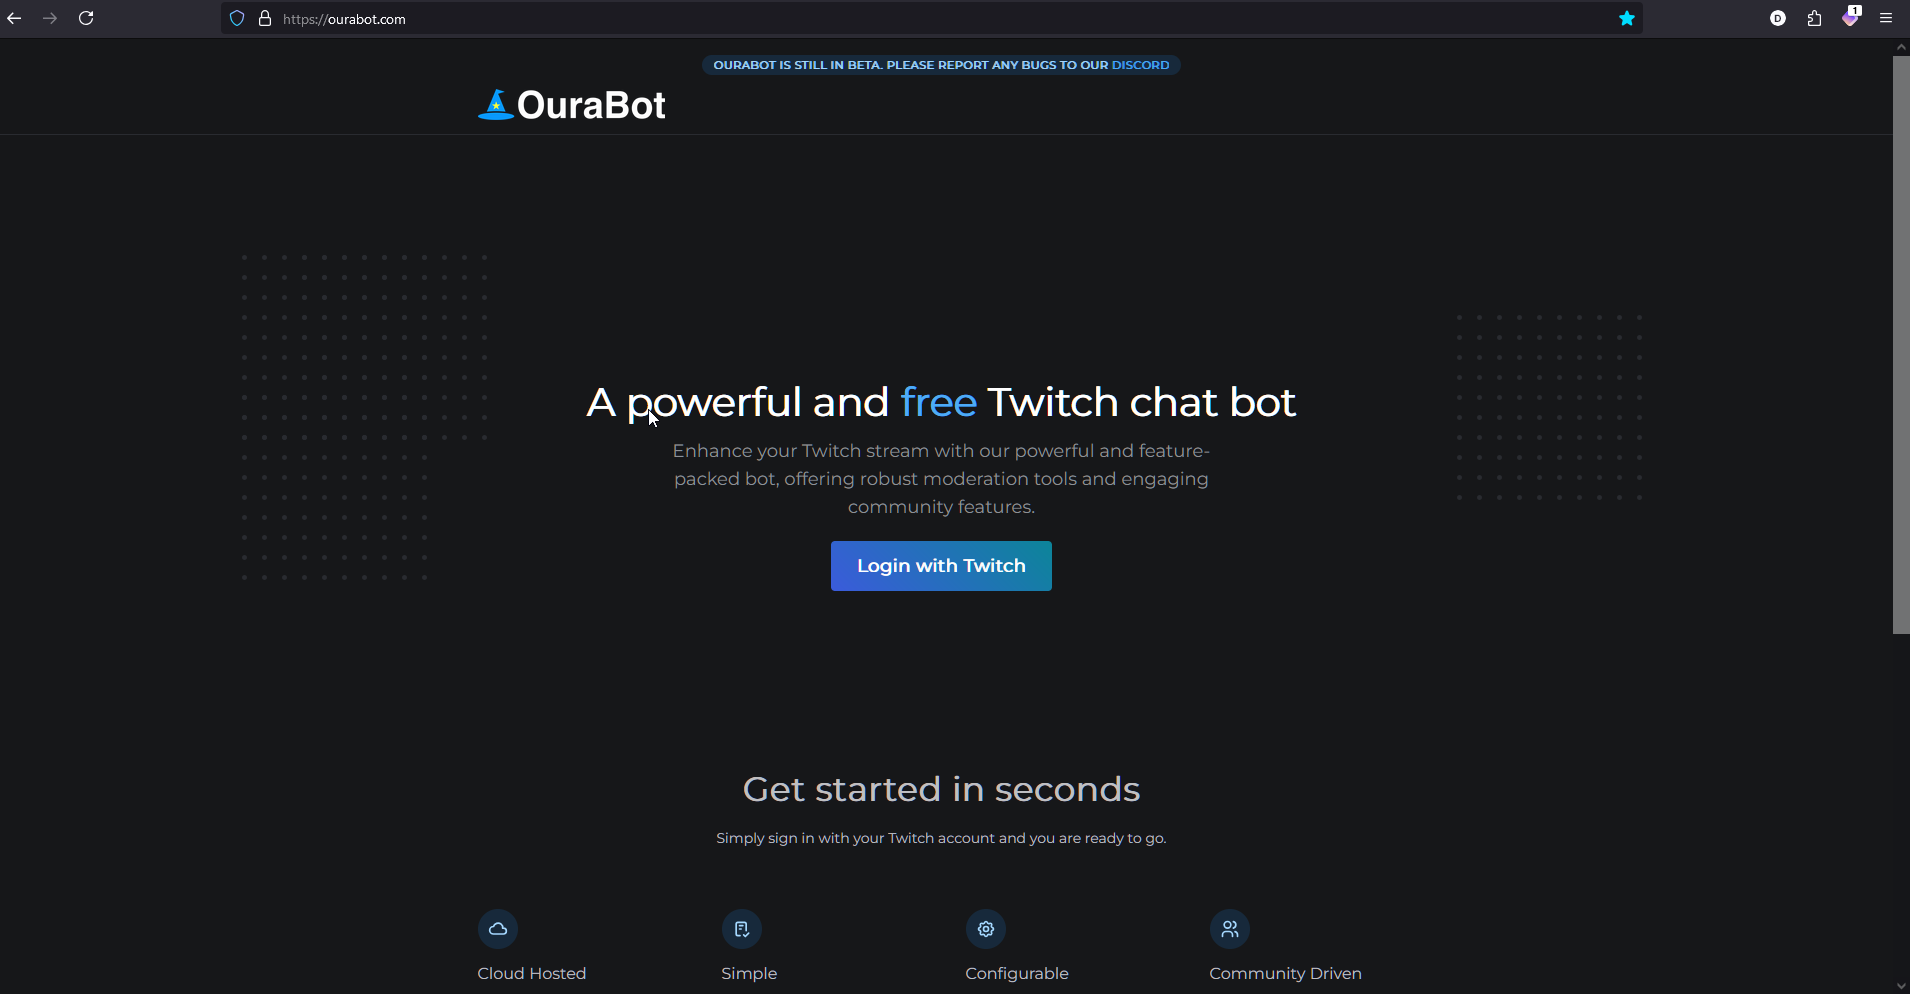 https://ourabot.com
1
D
OURABOT IS STILL IN BETA. PLEASE REPORT ANY BUGS TO OUR DISCORD
OuraBot
A powerful and free Twitch chat bot
Enhance your Twitch stream with our powerful and feature-
packed bot, offering robust moderation tools and engaging
community features.
Login with Twitch
Get started in seconds
Simply sign in with your Twitch account and you are ready to go.
Cloud Hosted
Simple
Configurable
Community Driven